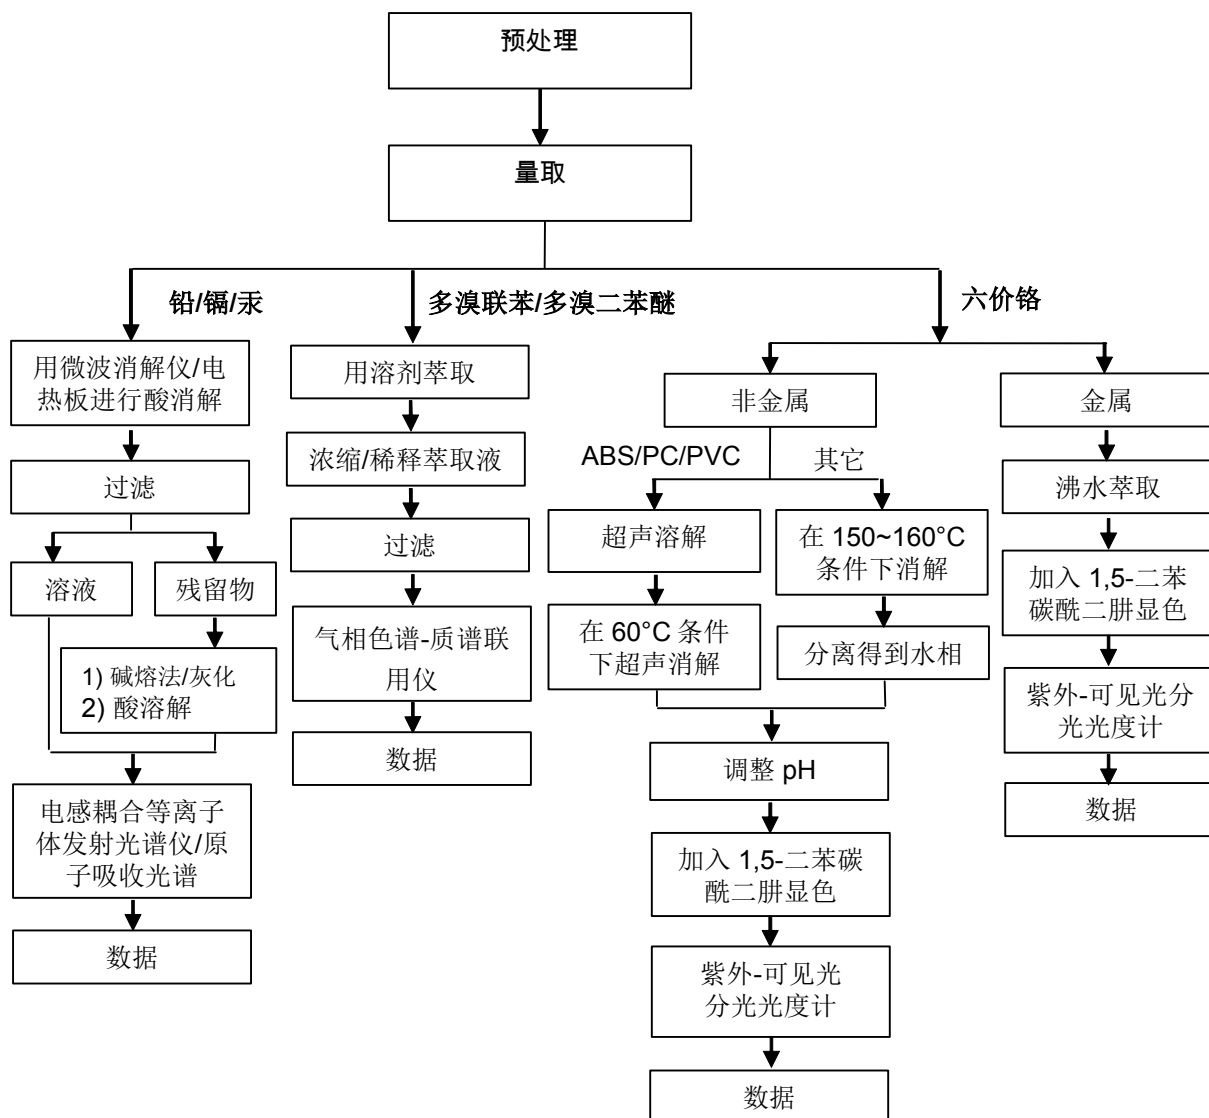 预处理
量取
铅/镉/汞
用微波消解仪/电
热板进行酸消解
过滤
溶液
残留物
1) 碱熔法/灰化
2) 酸溶解
电感耦合等离子
体发射光谱仪/原
子吸收光谱
数据
多溴联苯/多溴二苯醚
用溶剂萃取
浓缩/稀释萃取液
过滤
气相色谱-质谱联
用仪
数据
六价铬
非金属
ABS/PC/PVC
其它
超声溶解
在 60°C 条件
下超声消解
在 150~160°C
条件下消解
分离得到水相
调整 pH
加入 1,5-二苯碳
酰二肼显色
紫外-可见光
分光光度计
数据
金属
沸水萃取
加入 1,5-二苯
碳酰二肼显色
紫外-可见光分
光光度计
数据